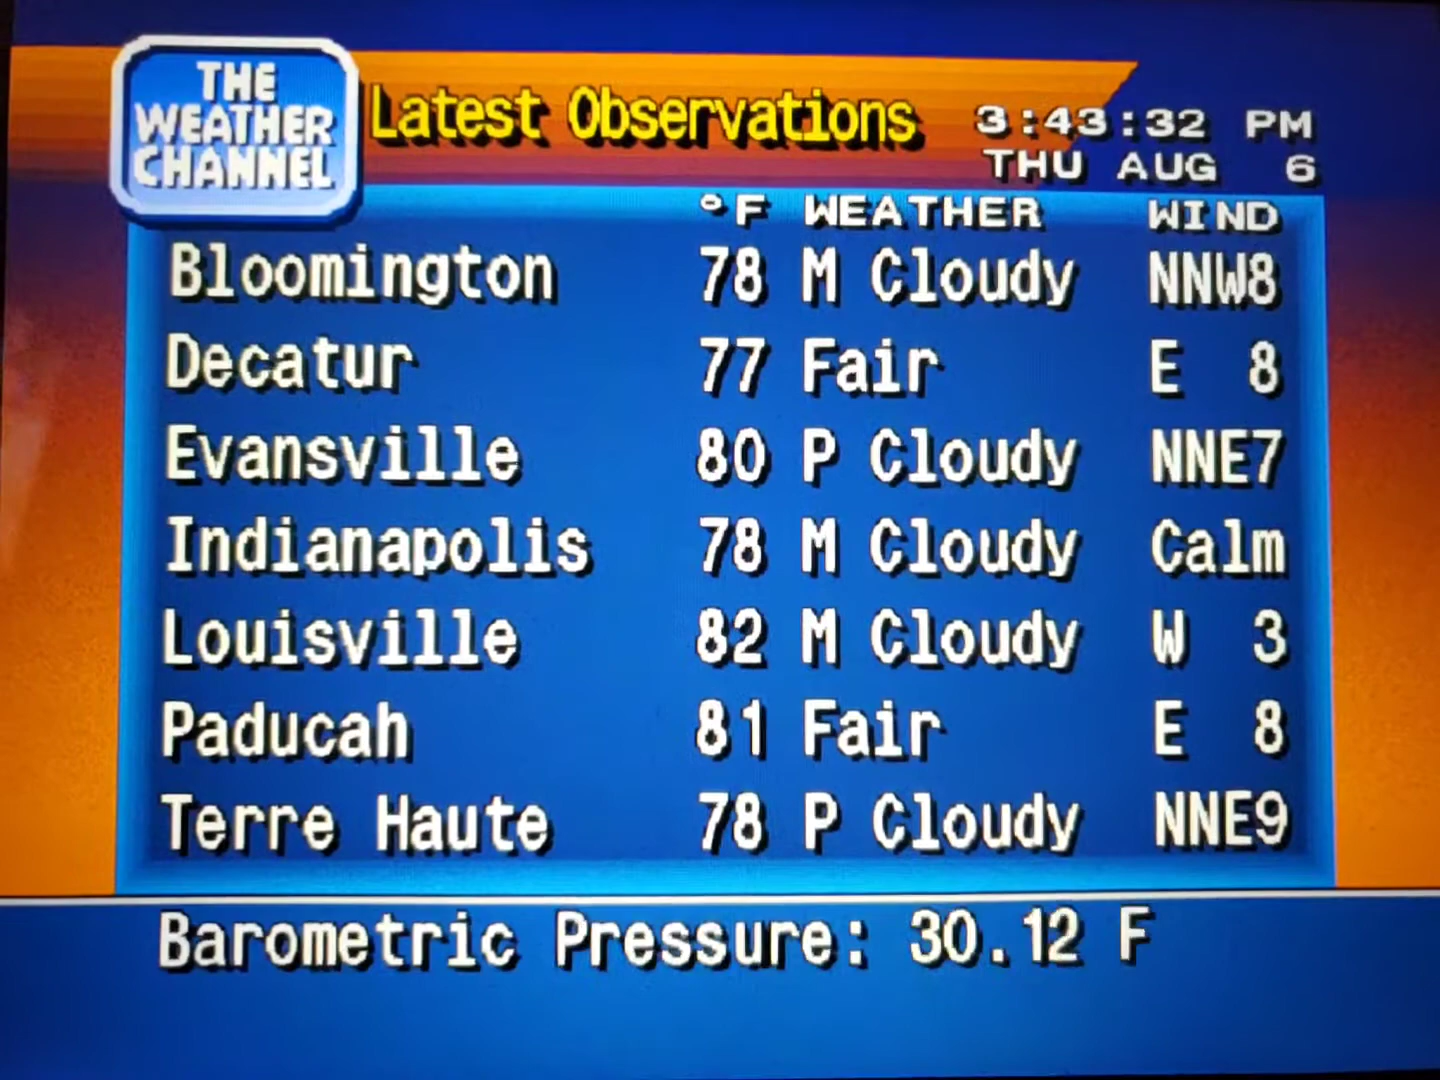 THE
WEATHER
CHANNEL
Latest Observations
3:43:32 PM
THU AUG 6
°F WEATHER WIND
Bloomington 78 M Cloudy NNW8
Decatur 77 Fair E 8
Evansville 80 P Cloudy NNE7
Indianapolis 78 M Cloudy Calm
Louisville 82 M Cloudy W 3
Paducah 81 Fair E 8
Terre Haute 78 P Cloudy NNE9
Barometric Pressure: 30.12 F